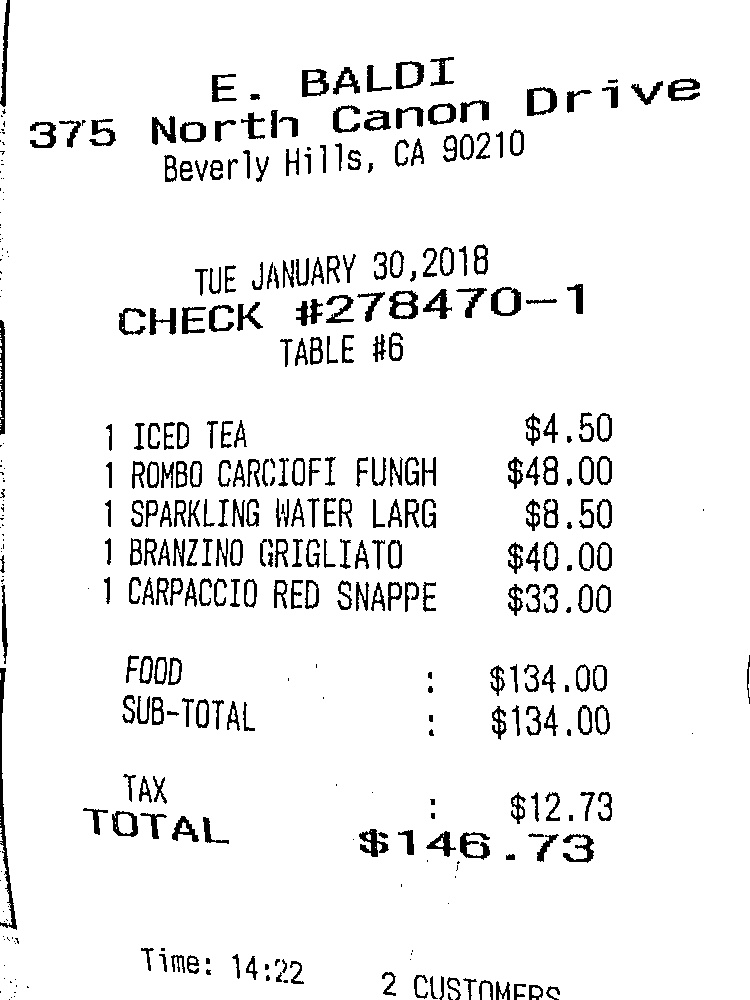 E. BALDI
375 North Canon Drive
Beverly Hills, CA 90210
TUE JANUARY 30,2018
CHECK #278470-1
TABLE #6
1 ICED TEA $4.50
1 ROMBO CARCIOFI FUNGH $48.00
1 SPARKLING WATER LARG $8.50
1 BRANZINO GRIGLIATO $40.00
1 CARPACCIO RED SNAPPE $33.00
FOOD : $134.00
SUB-TOTAL : $134.00
TAX : $12.73
TOTAL $146.73
Time: 14:22 2 CUSTOMERS